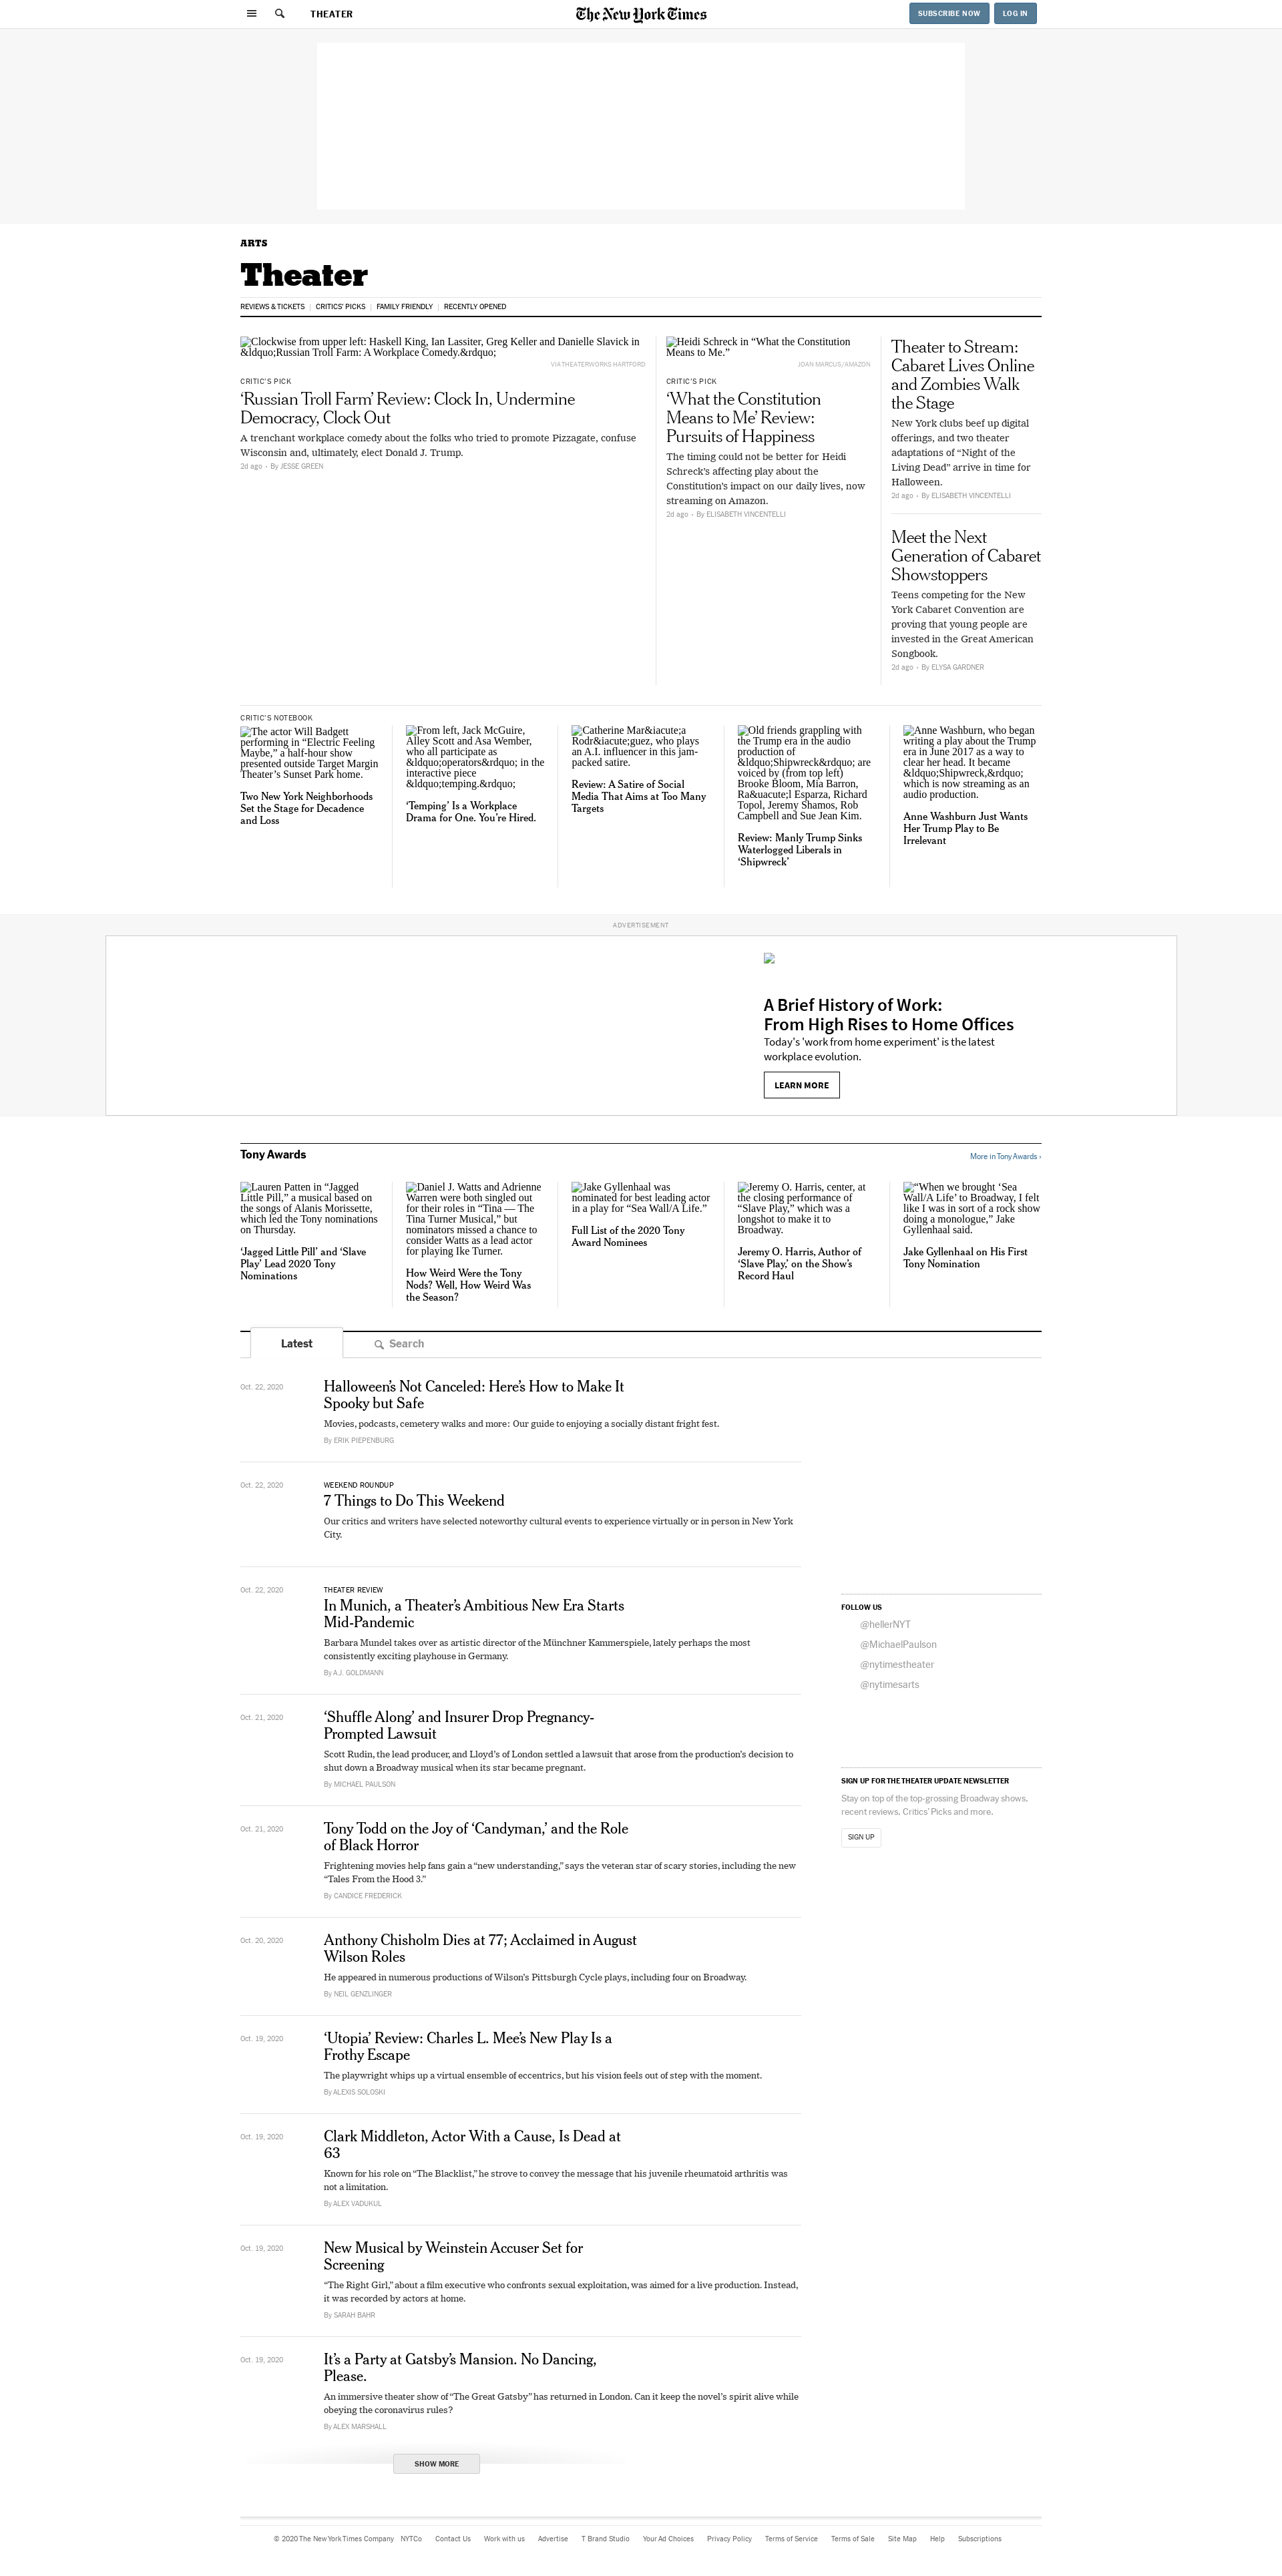 THEATER
The New York Times
SUBSCRIBE NOW
LOG IN
ARTS
Theater
REVIEWS & TICKETS
CRITICS' PICKS
FAMILY FRIENDLY
RECENTLY OPENED
Clockwise from upper left: Haskell King, Ian Lassiter, Greg Keller and Danielle Slavick in
&ldquo;Russian Troll Farm: A Workplace Comedy.&rdquo;
VIA THEATERWORKS HARTFORD
CRITIC'S PICK
‘Russian Troll Farm’ Review: Clock In, Undermine
Democracy, Clock Out
A trenchant workplace comedy about the folks who tried to promote Pizzagate, confuse
Wisconsin and, ultimately, elect Donald J. Trump.
2d ago • By JESSE GREEN
Heidi Schreck in “What the Constitution
Means to Me.”
JOAN MARCUS/AMAZON
CRITIC'S PICK
‘What the Constitution
Means to Me’ Review:
Pursuits of Happiness
The timing could not be better for Heidi
Schreck’s affecting play about the
Constitution’s impact on our daily lives, now
streaming on Amazon.
2d ago • By ELISABETH VINCENTELLI
Theater to Stream:
Cabaret Lives Online
and Zombies Walk
the Stage
New York clubs beef up digital
offerings, and two theater
adaptations of “Night of the
Living Dead” arrive in time for
Halloween.
2d ago • By ELISABETH VINCENTELLI
Meet the Next
Generation of Cabaret
Showstoppers
Teens competing for the New
York Cabaret Convention are
proving that young people are
invested in the Great American
Songbook.
2d ago • By ELYSA GARDNER
CRITIC'S NOTEBOOK
The actor Will Badgett
performing in “Electric Feeling
Maybe,” a half-hour show
presented outside Target Margin
Theater’s Sunset Park home.
Two New York Neighborhoods
Set the Stage for Decadence
and Loss
From left, Jack McGuire,
Alley Scott and Asa Wember,
who all participate as
&ldquo;operators&rdquo; in the
interactive piece
&ldquo;temping.&rdquo;
‘Temping’ Is a Workplace
Drama for One. You’re Hired.
Catherine Mar&iacute;a
Rodr&iacute;guez, who plays
an A.I. influencer in this jam-
packed satire.
Review: A Satire of Social
Media That Aims at Too Many
Targets
Old friends grappling with
the Trump era in the audio
production of
&ldquo;Shipwreck&rdquo; are
voiced by (from top left)
Brooke Bloom, Mia Barron,
Ra&uacute;l Esparza, Richard
Topol, Jeremy Shamos, Rob
Campbell and Sue Jean Kim.
Review: Manly Trump Sinks
Waterlogged Liberals in
‘Shipwreck’
Anne Washburn, who began
writing a play about the Trump
era in June 2017 as a way to
clear her head. It became
&ldquo;Shipwreck,&rdquo;
which is now streaming as an
audio production.
Anne Washburn Just Wants
Her Trump Play to Be
Irrelevant
ADVERTISEMENT
A Brief History of Work:
From High Rises to Home Offices
Today's 'work from home experiment' is the latest
workplace evolution.
LEARN MORE
Tony Awards
More in Tony Awards ›
Lauren Patten in “Jagged
Little Pill,” a musical based on
the songs of Alanis Morissette,
which led the Tony nominations
on Thursday.
‘Jagged Little Pill’ and ‘Slave
Play’ Lead 2020 Tony
Nominations
Daniel J. Watts and Adrienne
Warren were both singled out
for their roles in “Tina — The
Tina Turner Musical,” but
nominators missed a chance to
consider Watts as a lead actor
for playing Ike Turner.
How Weird Were the Tony
Nods? Well, How Weird Was
the Season?
Jake Gyllenhaal was
nominated for best leading actor
in a play for “Sea Wall/A Life.”
Full List of the 2020 Tony
Award Nominees
Jeremy O. Harris, center, at
the closing performance of
“Slave Play,” which was a
longshot to make it to
Broadway.
Jeremy O. Harris, Author of
‘Slave Play,’ on the Show’s
Record Haul
“When we brought ‘Sea
Wall/A Life’ to Broadway, I felt
like I was in sort of a rock show
doing a monologue,” Jake
Gyllenhaal said.
Jake Gyllenhaal on His First
Tony Nomination
Latest
Search
Oct. 22, 2020
Halloween’s Not Canceled: Here’s How to Make It
Spooky but Safe
Movies, podcasts, cemetery walks and more: Our guide to enjoying a socially distant fright fest.
By ERIK PIEPENBURG
Oct. 22, 2020
WEEKEND ROUNDUP
7 Things to Do This Weekend
Our critics and writers have selected noteworthy cultural events to experience virtually or in person in New York
City.
Oct. 22, 2020
THEATER REVIEW
In Munich, a Theater’s Ambitious New Era Starts
Mid-Pandemic
Barbara Mundel takes over as artistic director of the Münchner Kammerspiele, lately perhaps the most
consistently exciting playhouse in Germany.
By A.J. GOLDMANN
Oct. 21, 2020
‘Shuffle Along’ and Insurer Drop Pregnancy-
Prompted Lawsuit
Scott Rudin, the lead producer, and Lloyd’s of London settled a lawsuit that arose from the production’s decision to
shut down a Broadway musical when its star became pregnant.
By MICHAEL PAULSON
Oct. 21, 2020
Tony Todd on the Joy of ‘Candyman,’ and the Role
of Black Horror
Frightening movies help fans gain a “new understanding,” says the veteran star of scary stories, including the new
“Tales From the Hood 3.”
By CANDICE FREDERICK
Oct. 20, 2020
Anthony Chisholm Dies at 77; Acclaimed in August
Wilson Roles
He appeared in numerous productions of Wilson’s Pittsburgh Cycle plays, including four on Broadway.
By NEIL GENZLINGER
Oct. 19, 2020
‘Utopia’ Review: Charles L. Mee’s New Play Is a
Frothy Escape
The playwright whips up a virtual ensemble of eccentrics, but his vision feels out of step with the moment.
By ALEXIS SOLOSKI
Oct. 19, 2020
Clark Middleton, Actor With a Cause, Is Dead at
63
Known for his role on “The Blacklist,” he strove to convey the message that his juvenile rheumatoid arthritis was
not a limitation.
By ALEX VADUKUL
Oct. 19, 2020
New Musical by Weinstein Accuser Set for
Screening
“The Right Girl,” about a film executive who confronts sexual exploitation, was aimed for a live production. Instead,
it was recorded by actors at home.
By SARAH BAHR
Oct. 19, 2020
It’s a Party at Gatsby’s Mansion. No Dancing,
Please.
An immersive theater show of “The Great Gatsby” has returned in London. Can it keep the novel’s spirit alive while
obeying the coronavirus rules?
By ALEX MARSHALL
SHOW MORE
FOLLOW US
@hellerNYT
@MichaelPaulson
@nytimestheater
@nytimesarts
SIGN UP FOR THE THEATER UPDATE NEWSLETTER
Stay on top of the top-grossing Broadway shows,
recent reviews, Critics’ Picks and more.
SIGN UP
© 2020 The New York Times Company
NYTCo
Contact Us
Work with us
Advertise
T Brand Studio
Your Ad Choices
Privacy Policy
Terms of Service
Terms of Sale
Site Map
Help
Subscriptions